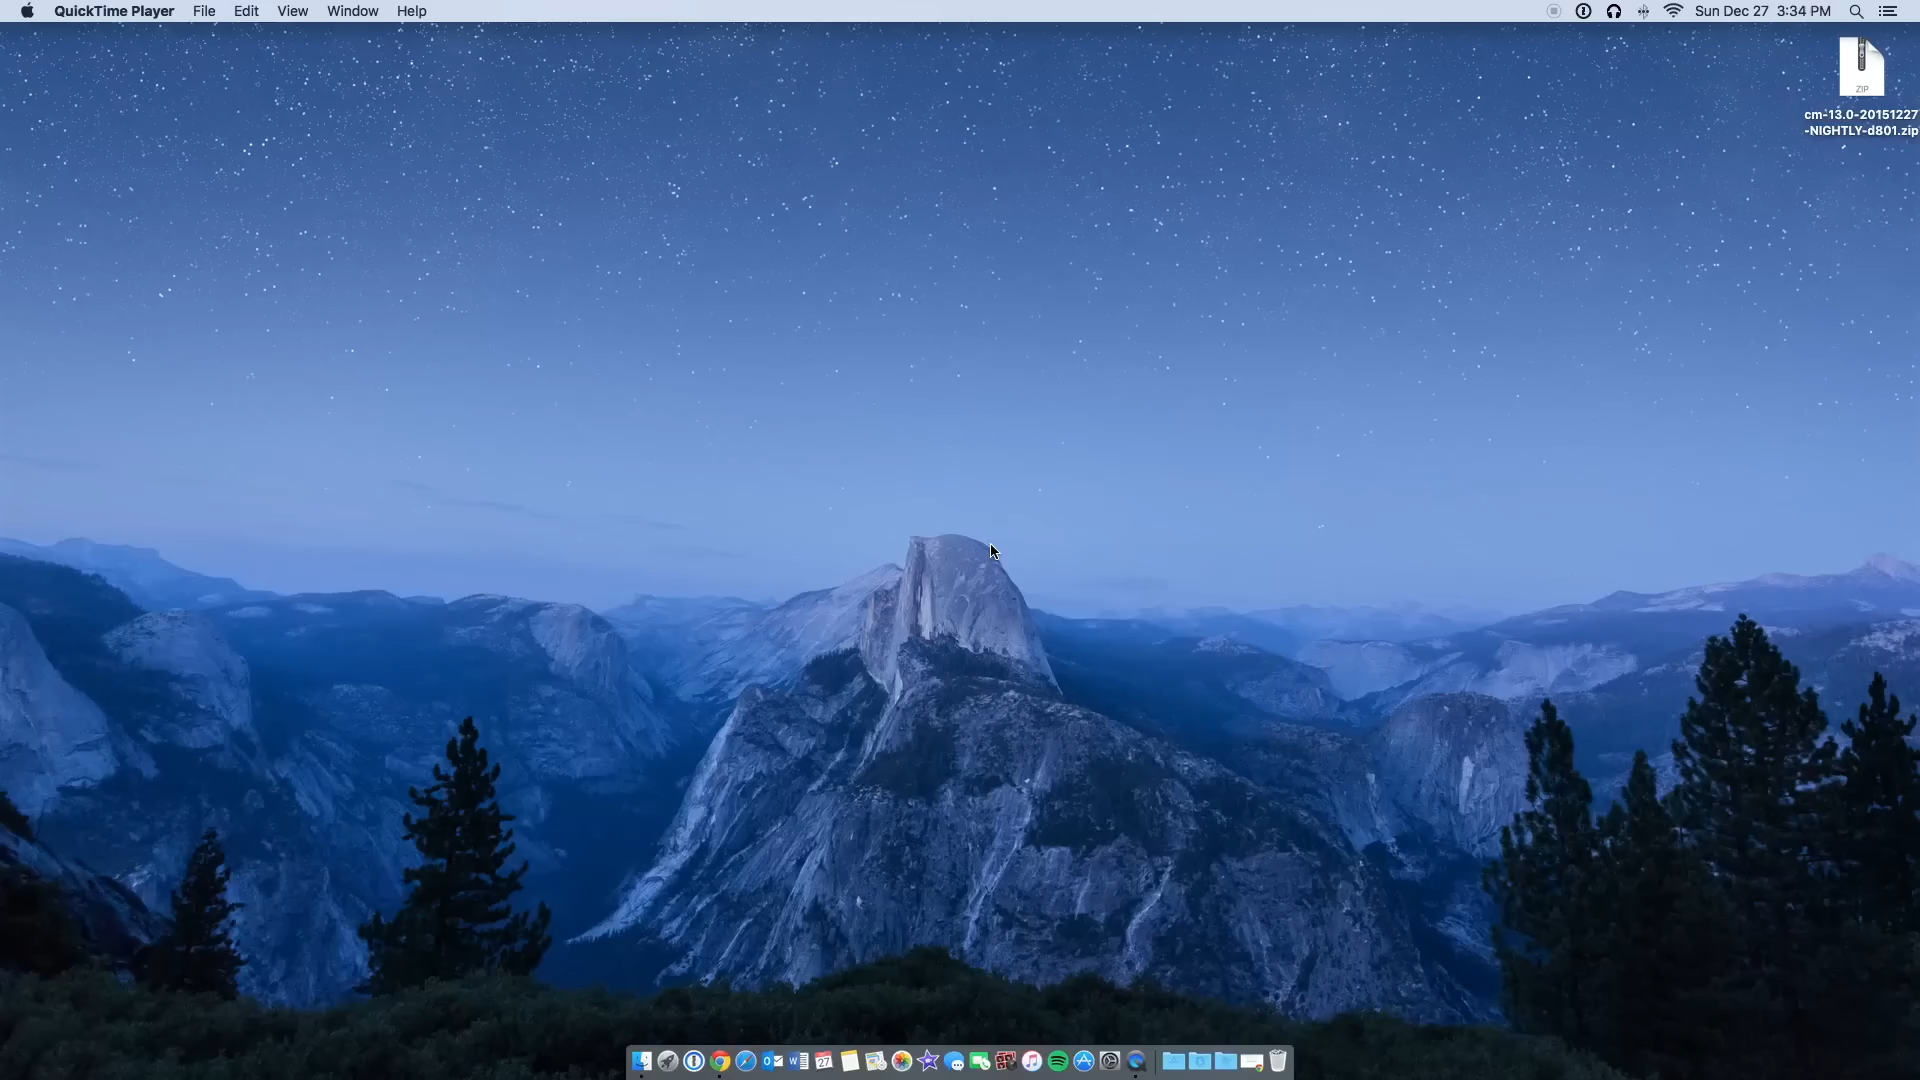 QuickTime Player File Edit View Window Help Sun Dec 27 3:34 PM
ZIP
cm-13.0-20151227
-NIGHTLY-d801.zip
27